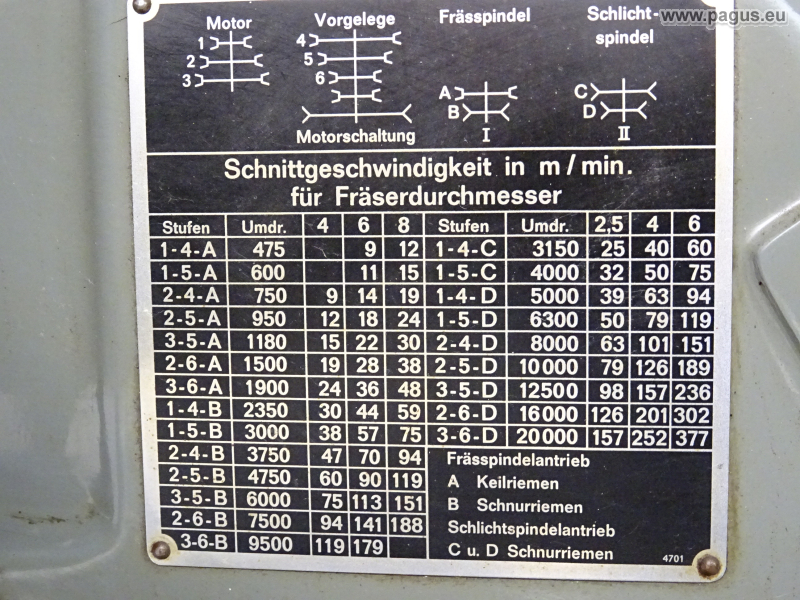 www.pagus.eu
Motor Vorgelege Frässpindel Schlicht-
spindel
1 4
2 5
3 6
A C
B D
I II
Motorschaltung
Schnittgeschwindigkeit in m/min.
für Fräserdurchmesser
Stufen Umdr. 4 6 8 Stufen Umdr. 2,5 4 6
1-4-A 475 9 12 1-4-C 3150 25 40 60
1-5-A 600 11 15 1-5-C 4000 32 50 75
2-4-A 750 9 14 19 1-4-D 5000 39 63 94
2-5-A 950 12 18 24 1-5-D 6300 50 79 119
3-5-A 1180 15 22 30 2-4-D 8000 63 101 151
2-6-A 1500 19 28 38 2-5-D 10000 79 126 189
3-6-A 1900 24 36 48 3-5-D 12500 98 157 236
1-4-B 2350 30 44 59 2-6-D 16000 126 201 302
1-5-B 3000 38 57 75 3-6-D 20000 157 252 377
2-4-B 3750 47 70 94
2-5-B 4750 60 90 119
3-5-B 6000 75 113 151
2-6-B 7500 94 141 188
3-6-B 9500 119 179
Frässpindelantrieb
A Keilriemen
B Schnurriemen
Schlichtspindelantrieb
C u. D Schnurriemen
4701